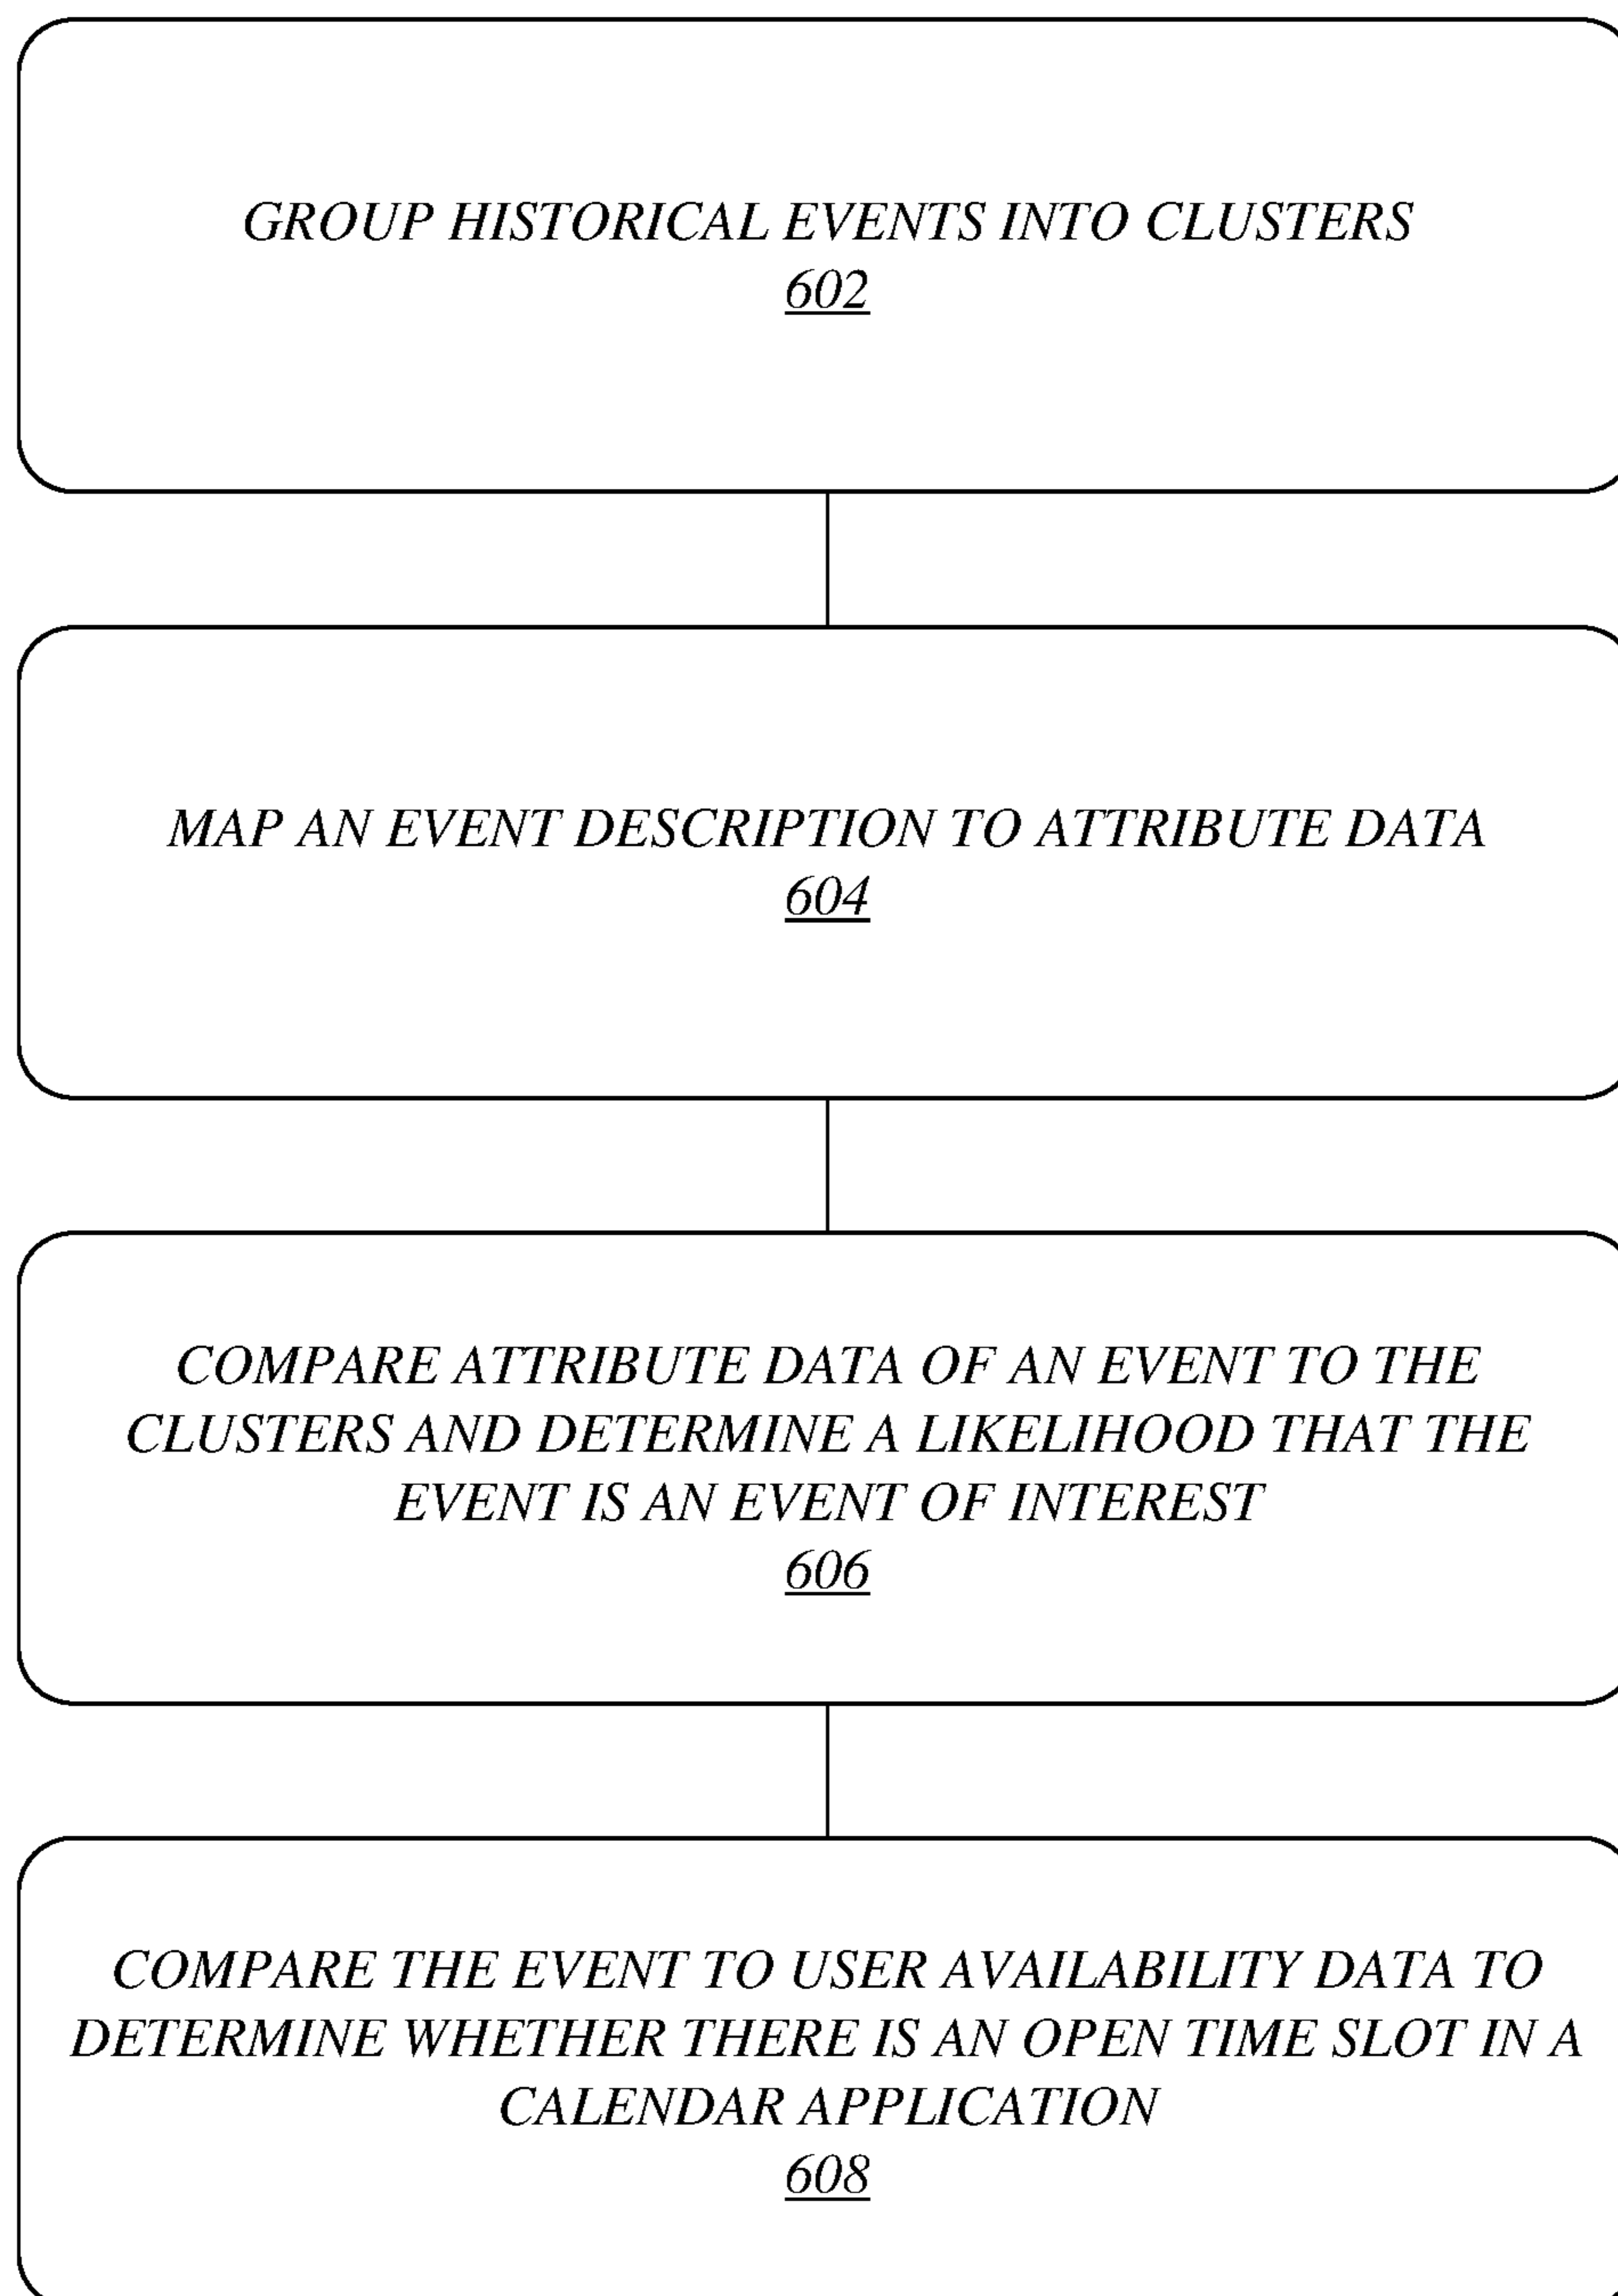 GROUP HISTORICAL EVENTS INTO CLUSTERS
602
MAP AN EVENT DESCRIPTION TO ATTRIBUTE DATA
604
COMPARE ATTRIBUTE DATA OF AN EVENT TO THE
CLUSTERS AND DETERMINE A LIKELIHOOD THAT THE
EVENT IS AN EVENT OF INTEREST
606
COMPARE THE EVENT TO USER AVAILABILITY DATA TO
DETERMINE WHETHER THERE IS AN OPEN TIME SLOT IN A
CALENDAR APPLICATION
608